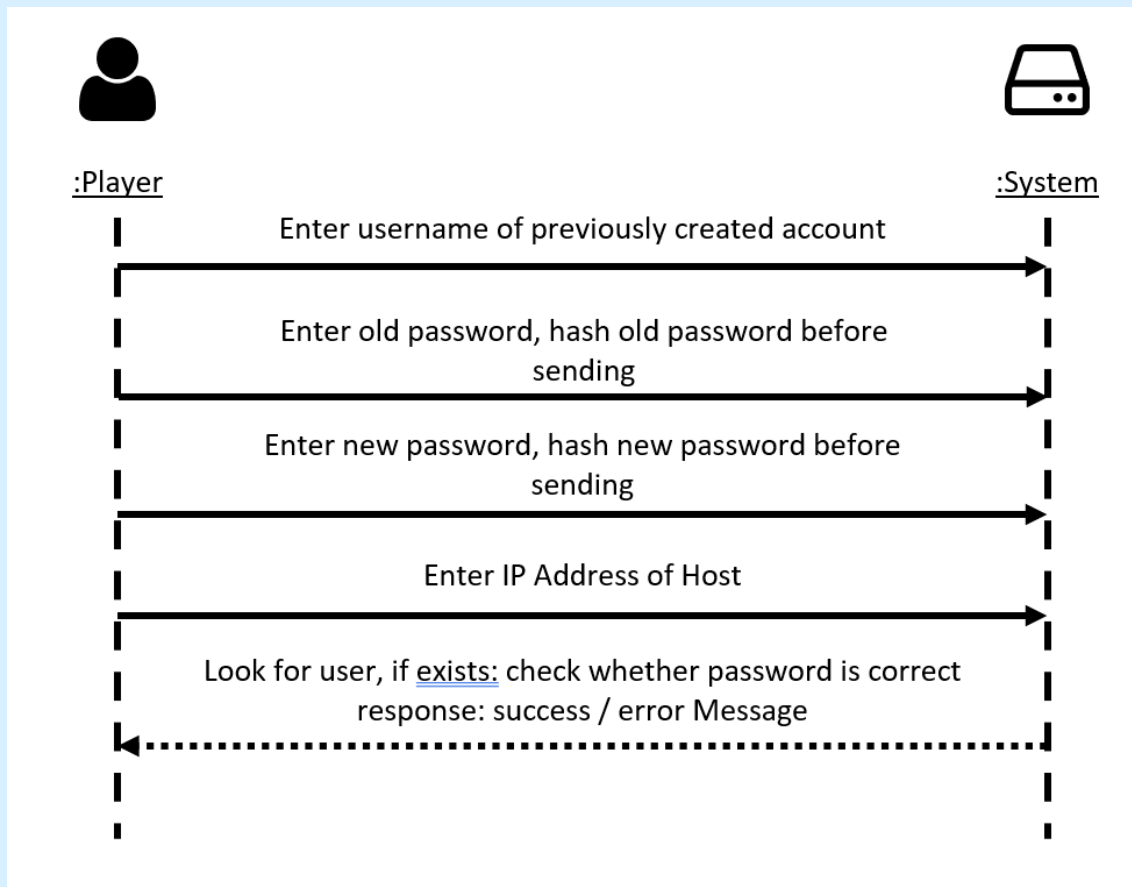 :Player
:System
Enter username of previously created account
Enter old password, hash old password before
sending
Enter new password, hash new password before
sending
Enter IP Address of Host
Look for user, if exists: check whether password is correct
response: success / error Message